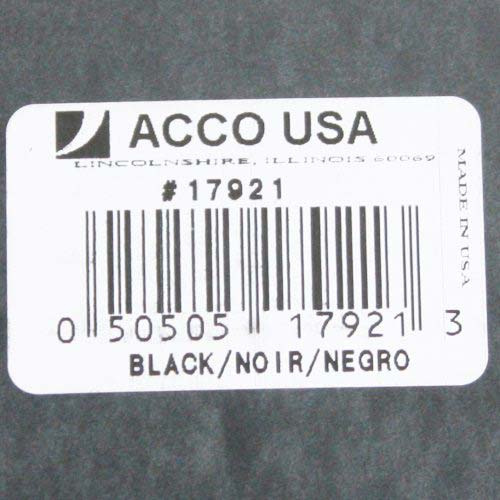 ACCO USA
LINCOLNSHIRE, ILLINOIS 60069
MADE IN USA
#17921
0 50505 17921 3
BLACK/NOIR/NEGRO